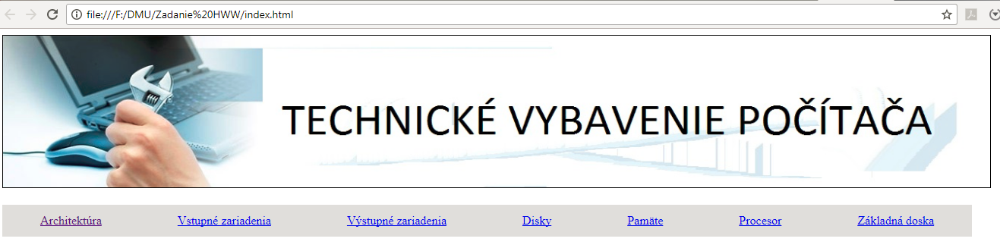 file:///F:/DMU/Zadanie%20HWW/index.html
TECHNICKÉ VYBAVENIE POČÍTAČA
Architektúra Vstupné zariadenia Výstupné zariadenia Disky Pamäte Procesor Základná doska